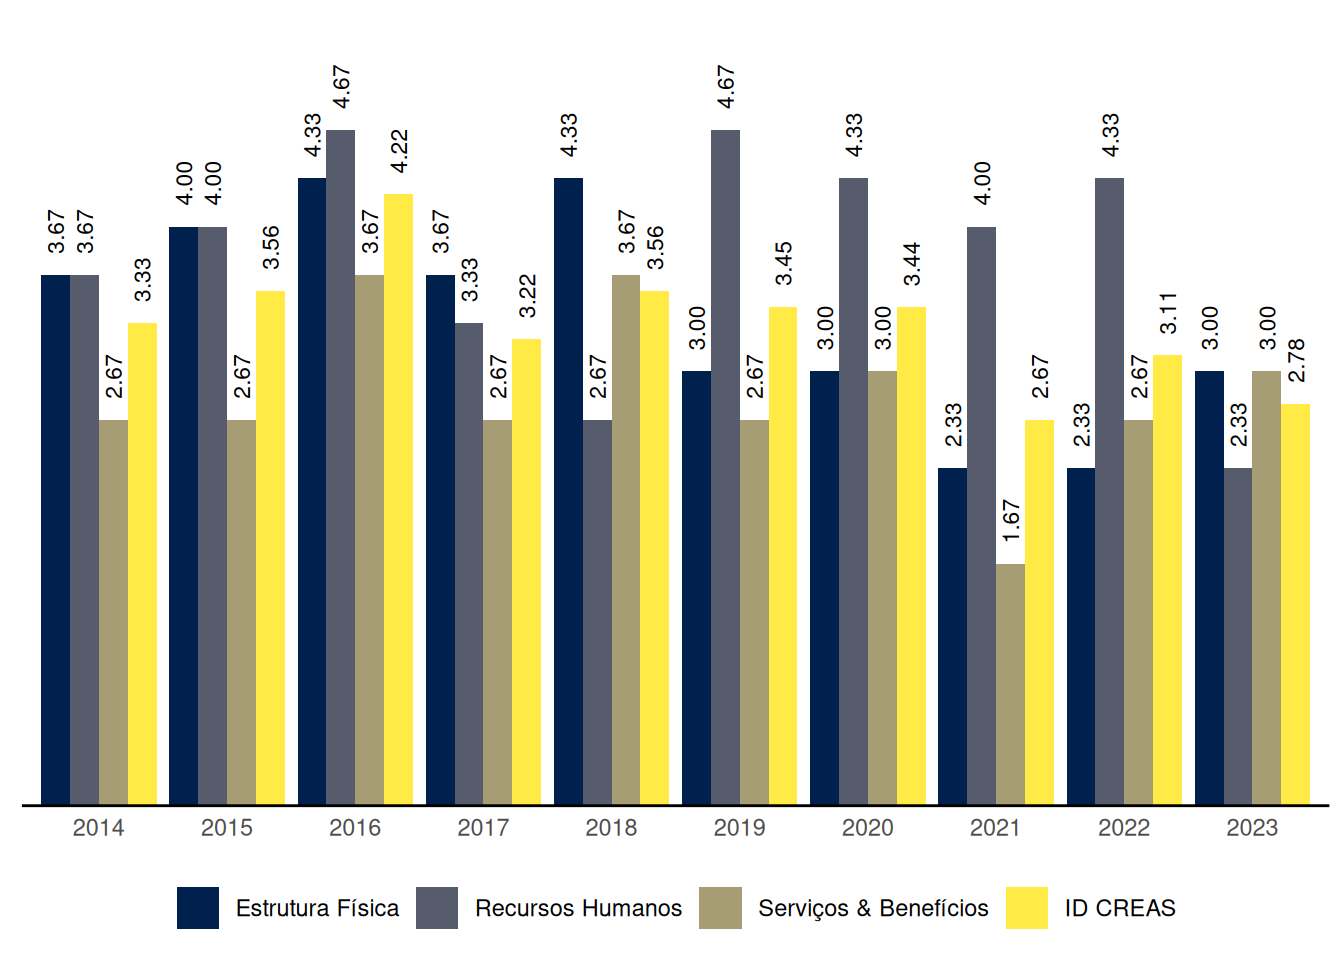 3.67 3.67 2.67 3.33
4.00 4.00 2.67 3.56
4.33 4.67 3.67 4.22
3.67 3.33 2.67 3.22
4.33 2.67 3.67 3.56
3.00 4.67 2.67 3.45
3.00 4.33 3.00 3.44
2.33 4.00 1.67 2.67
2.33 4.33 2.67 3.11
3.00 2.33 3.00 2.78
2014 2015 2016 2017 2018 2019 2020 2021 2022 2023
Estrutura Física Recursos Humanos Serviços & Benefícios ID CREAS